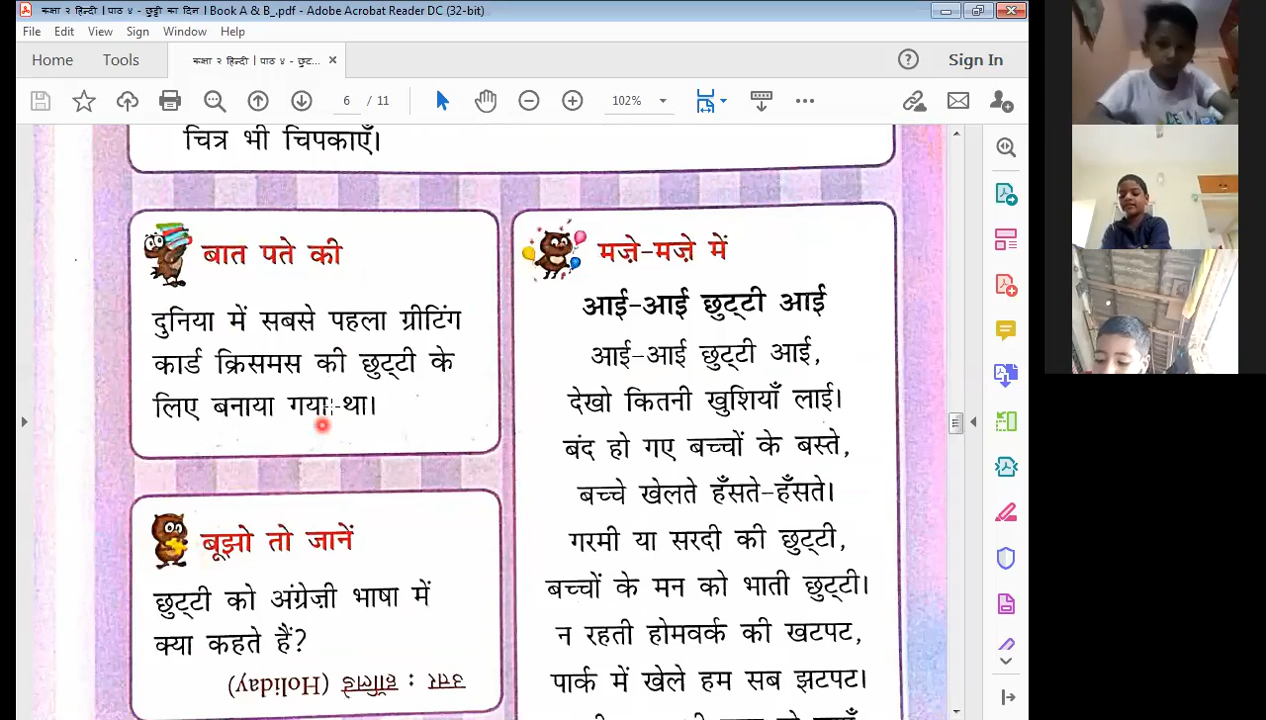 कक्षा २ हिन्दी । पाठ ४ - छुट्टी का दिन । Book A & B_.pdf - Adobe Acrobat Reader DC (32-bit)
File Edit View Sign Window Help
Home Tools कक्षा २ हिन्दी । पाठ ४ - छुट... × Sign In
6 / 11 102%
चित्र भी चिपकाएँ।
बात पते की
दुनिया में सबसे पहला ग्रीटिंग
कार्ड क्रिसमस की छुट्टी के
लिए बनाया गया था।
बूझो तो जानें
छुट्टी को अंग्रेज़ी भाषा में
क्या कहते हैं?
उत्तर : हॉलिडे (Holiday)
मज़े-मज़े में
आई-आई छुट्टी आई
आई-आई छुट्टी आई,
देखो कितनी खुशियाँ लाई।
बंद हो गए बच्चों के बस्ते,
बच्चे खेलते हँसते-हँसते।
गरमी या सरदी की छुट्टी,
बच्चों के मन को भाती छुट्टी।
न रहती होमवर्क की खटपट,
पार्क में खेले हम सब झटपट।